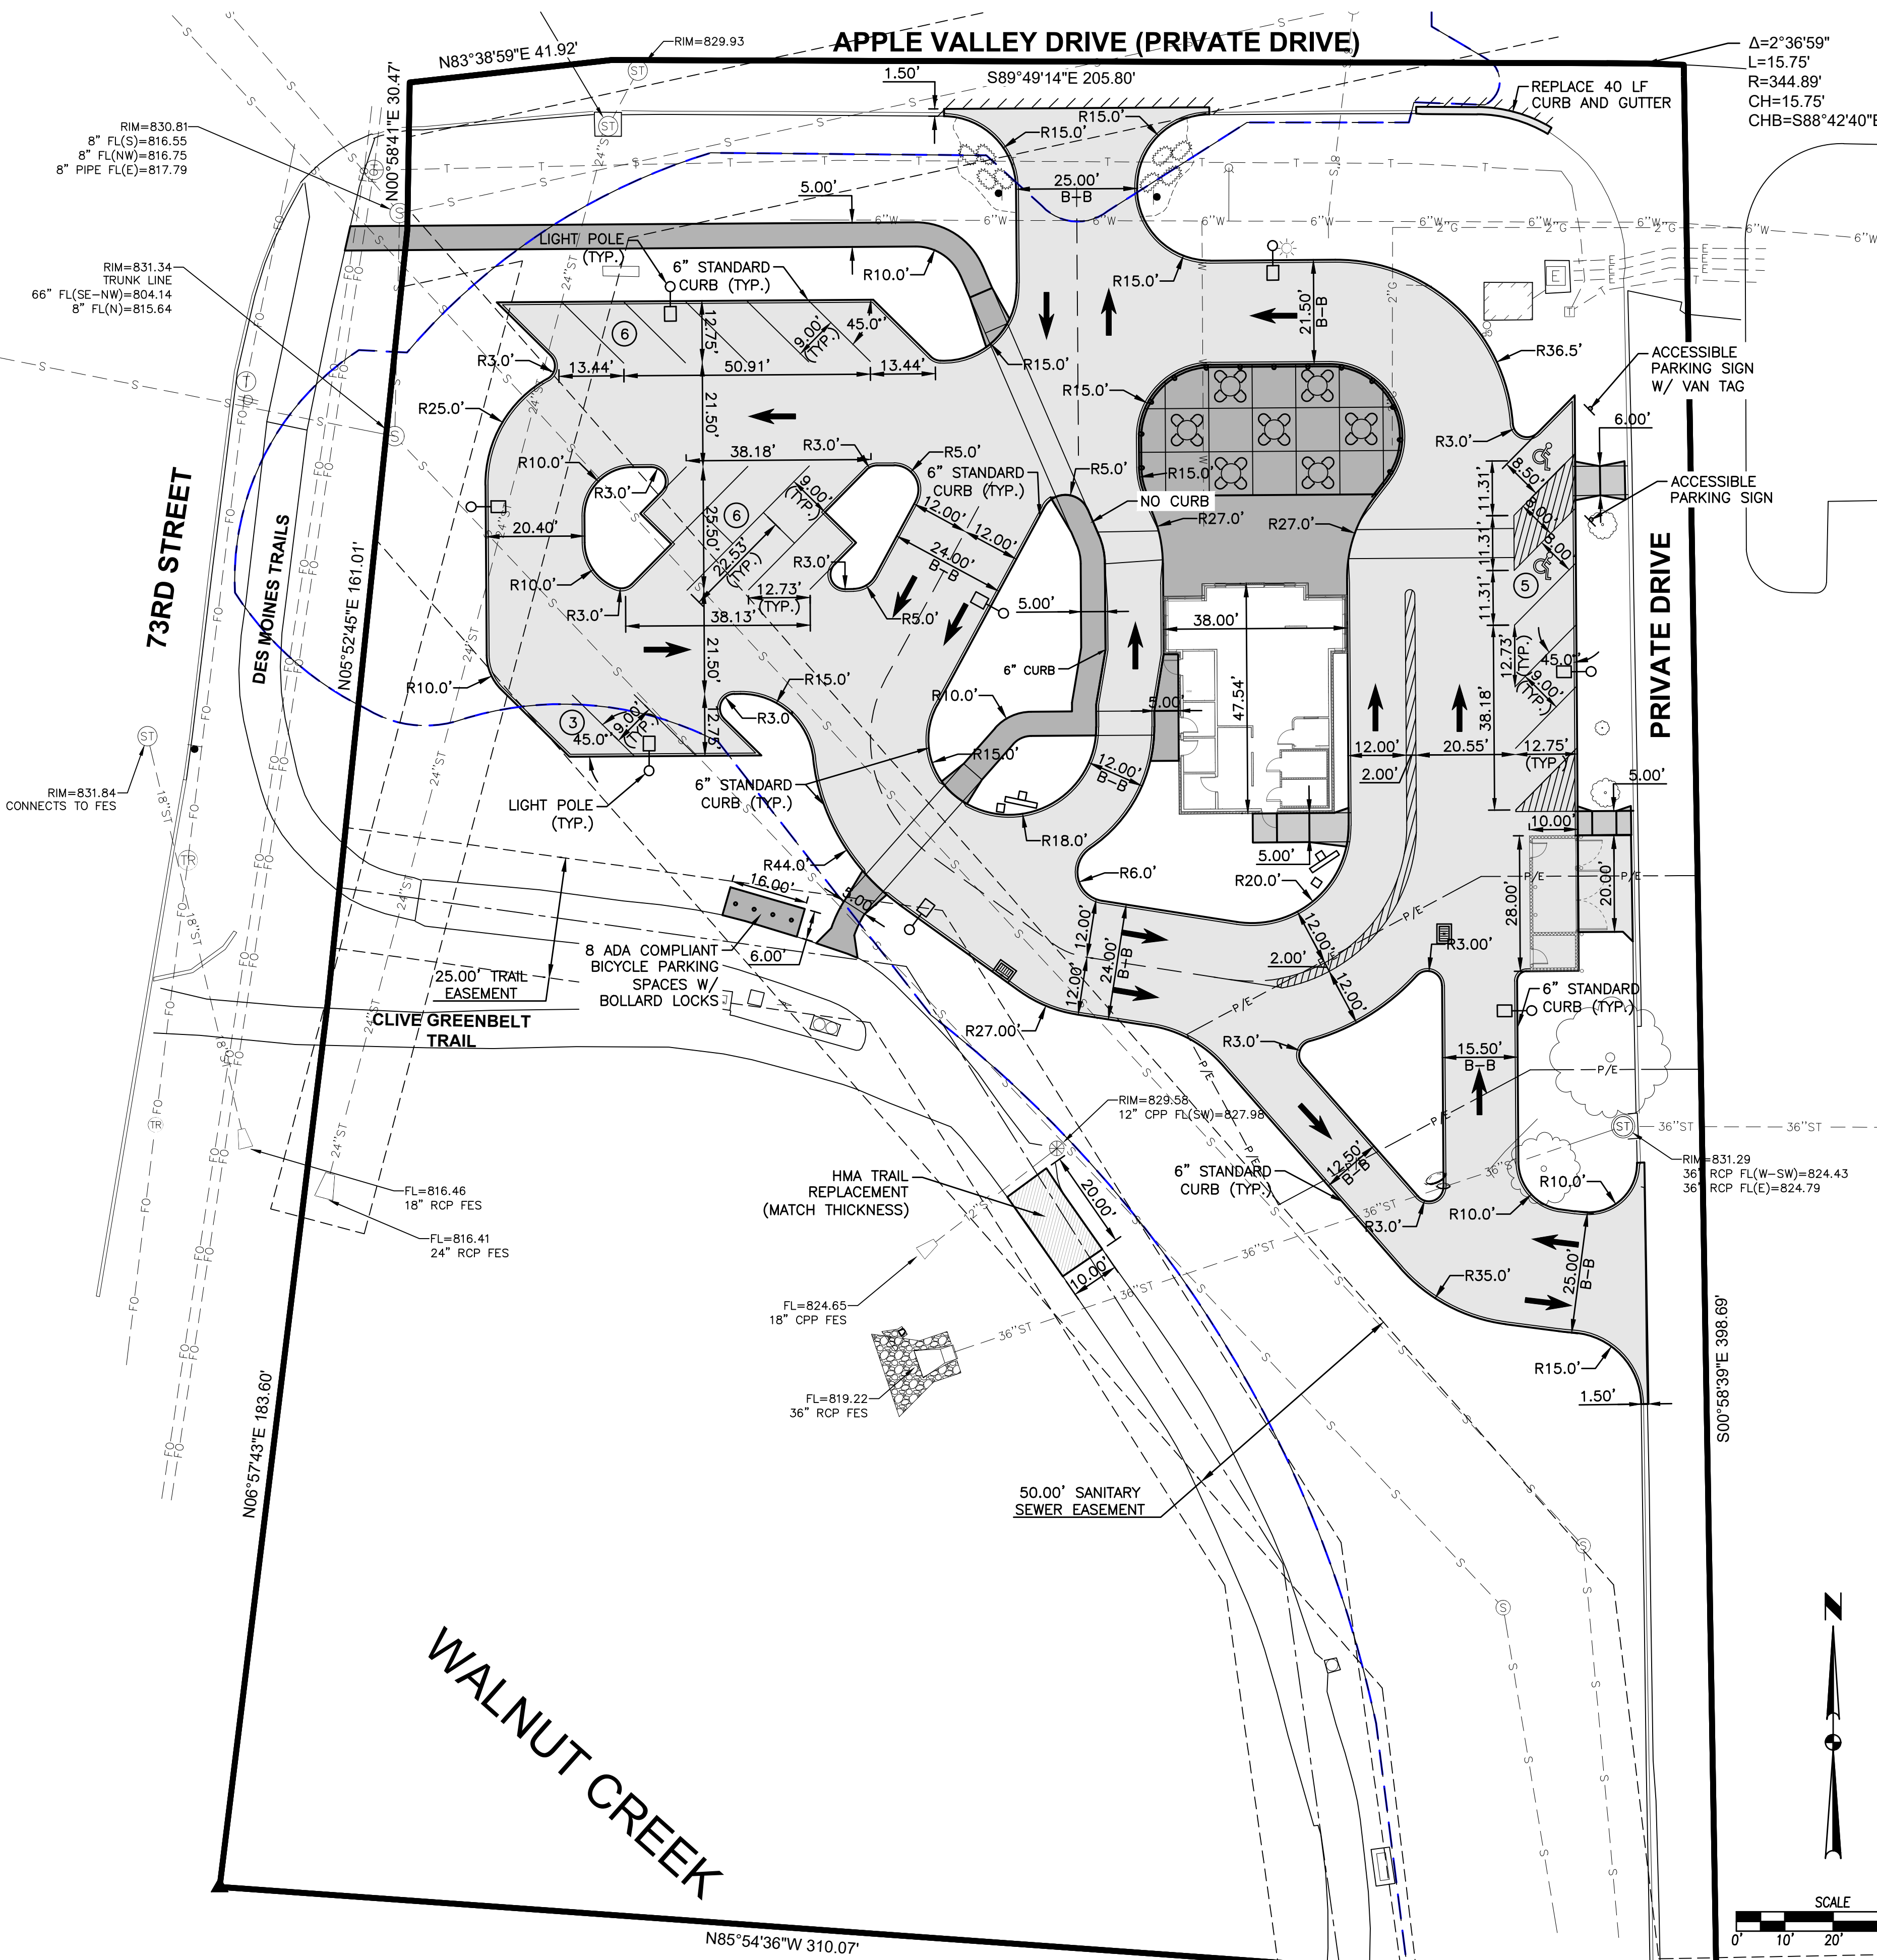 APPLE VALLEY DRIVE (PRIVATE DRIVE)
N83°38'59"E 41.92'
RIM=829.93
S89°49'14"E 205.80'
1.50'
Δ=2°36'59"
L=15.75'
R=344.89'
CH=15.75'
CHB=S88°42'40"E
REPLACE 40 LF
CURB AND GUTTER
N00°58'41"E 30.47'
RIM=830.81
8" FL(S)=816.55
8" FL(NW)=816.75
8" PIPE FL(E)=817.79
R15.0'
R15.0'
5.00'
25.00'
B-B
LIGHT POLE
(TYP.)
6" STANDARD
CURB (TYP.)
R10.0'
R15.0'
21.50'
B-B
RIM=831.34
TRUNK LINE
66" FL(SE-NW)=804.14
8" FL(N)=815.64
6
12.75'
9.00'
(TYP.)
45.0°
R3.0'
13.44'
50.91'
13.44'
R15.0'
R36.5'
ACCESSIBLE
PARKING SIGN
W/ VAN TAG
R25.0'
21.50'
R15.0'
6.00'
R3.0'
R3.0'
R5.0'
38.18'
R10.0'
R3.0'
6" STANDARD
CURB (TYP.)
R5.0'
R15.0'
NO CURB
8.50'
11.31'
ACCESSIBLE
PARKING SIGN
9.00'
(TYP.)
12.00'
12.00'
R27.0'
R27.0'
8.00'
8.00'
20.40'
25.50'
6
22.53'
(TYP.)
24.00'
B-B
11.31'
5
11.31'
R3.0'
R10.0'
R3.0'
12.73'
(TYP.)
38.13'
R5.0'
5.00'
38.00'
73RD STREET
DES MOINES TRAILS
N05°52'45"E 161.01'
PRIVATE DRIVE
21.50'
6" CURB
12.73'
(TYP.)
45.0°
9.00'
(TYP.)
38.18'
R10.0'
R15.0'
R10.0'
5.00'
47.54'
3
9.00'
(TYP.)
45.0°
R3.0'
12.75'
R15.0'
12.00'
B-B
12.00'
20.55'
12.75'
(TYP.)
2.00'
5.00'
RIM=831.84
CONNECTS TO FES
LIGHT POLE
(TYP.)
6" STANDARD
CURB (TYP.)
R18.0'
10.00'
R44.0'
R6.0'
5.00'
R20.0'
28.00'
20.00'
16.00'
5.00'
8 ADA COMPLIANT
BICYCLE PARKING
SPACES W/
BOLLARD LOCKS
6.00'
12.00'
12.00'
24.00'
B-B
12.00'
2.00'
12.00'
R3.00'
25.00' TRAIL
EASEMENT
CLIVE GREENBELT
TRAIL
6" STANDARD
CURB (TYP.)
R27.00'
R3.0'
15.50'
B-B
RIM=829.58
12" CPP FL(SW)=827.98
RIM=831.29
36" RCP FL(W-SW)=824.43
36" RCP FL(E)=824.79
HMA TRAIL
REPLACEMENT
(MATCH THICKNESS)
20.00'
10.00'
6" STANDARD
CURB (TYP.)
12.50'
B-B
R3.0'
R10.0'
R10.0'
FL=816.46
18" RCP FES
FL=816.41
24" RCP FES
25.00'
B-B
R35.0'
FL=824.65
18" CPP FES
R15.0'
1.50'
FL=819.22
36" RCP FES
S00°58'39"E 398.69'
N06°57'43"E 183.60'
50.00' SANITARY
SEWER EASEMENT
WALNUT CREEK
N
SCALE
0' 10' 20'
N85°54'36"W 310.07'